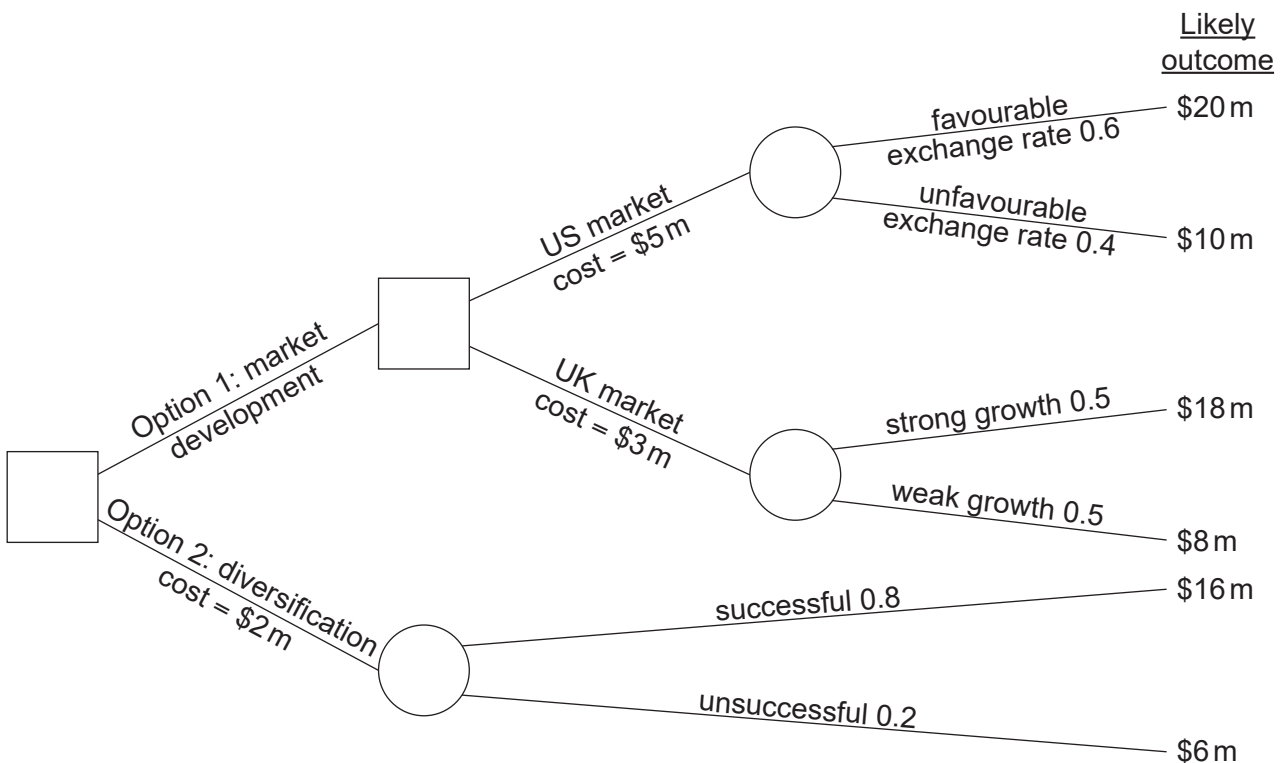 Likely
outcome
favourable
exchange rate 0.6
$20 m
unfavourable
exchange rate 0.4
$10 m
US market
cost = $5 m
Option 1: market
development
UK market
cost = $3 m
strong growth 0.5
$18 m
weak growth 0.5
$8 m
Option 2: diversification
cost = $2 m
successful 0.8
$16 m
unsuccessful 0.2
$6 m